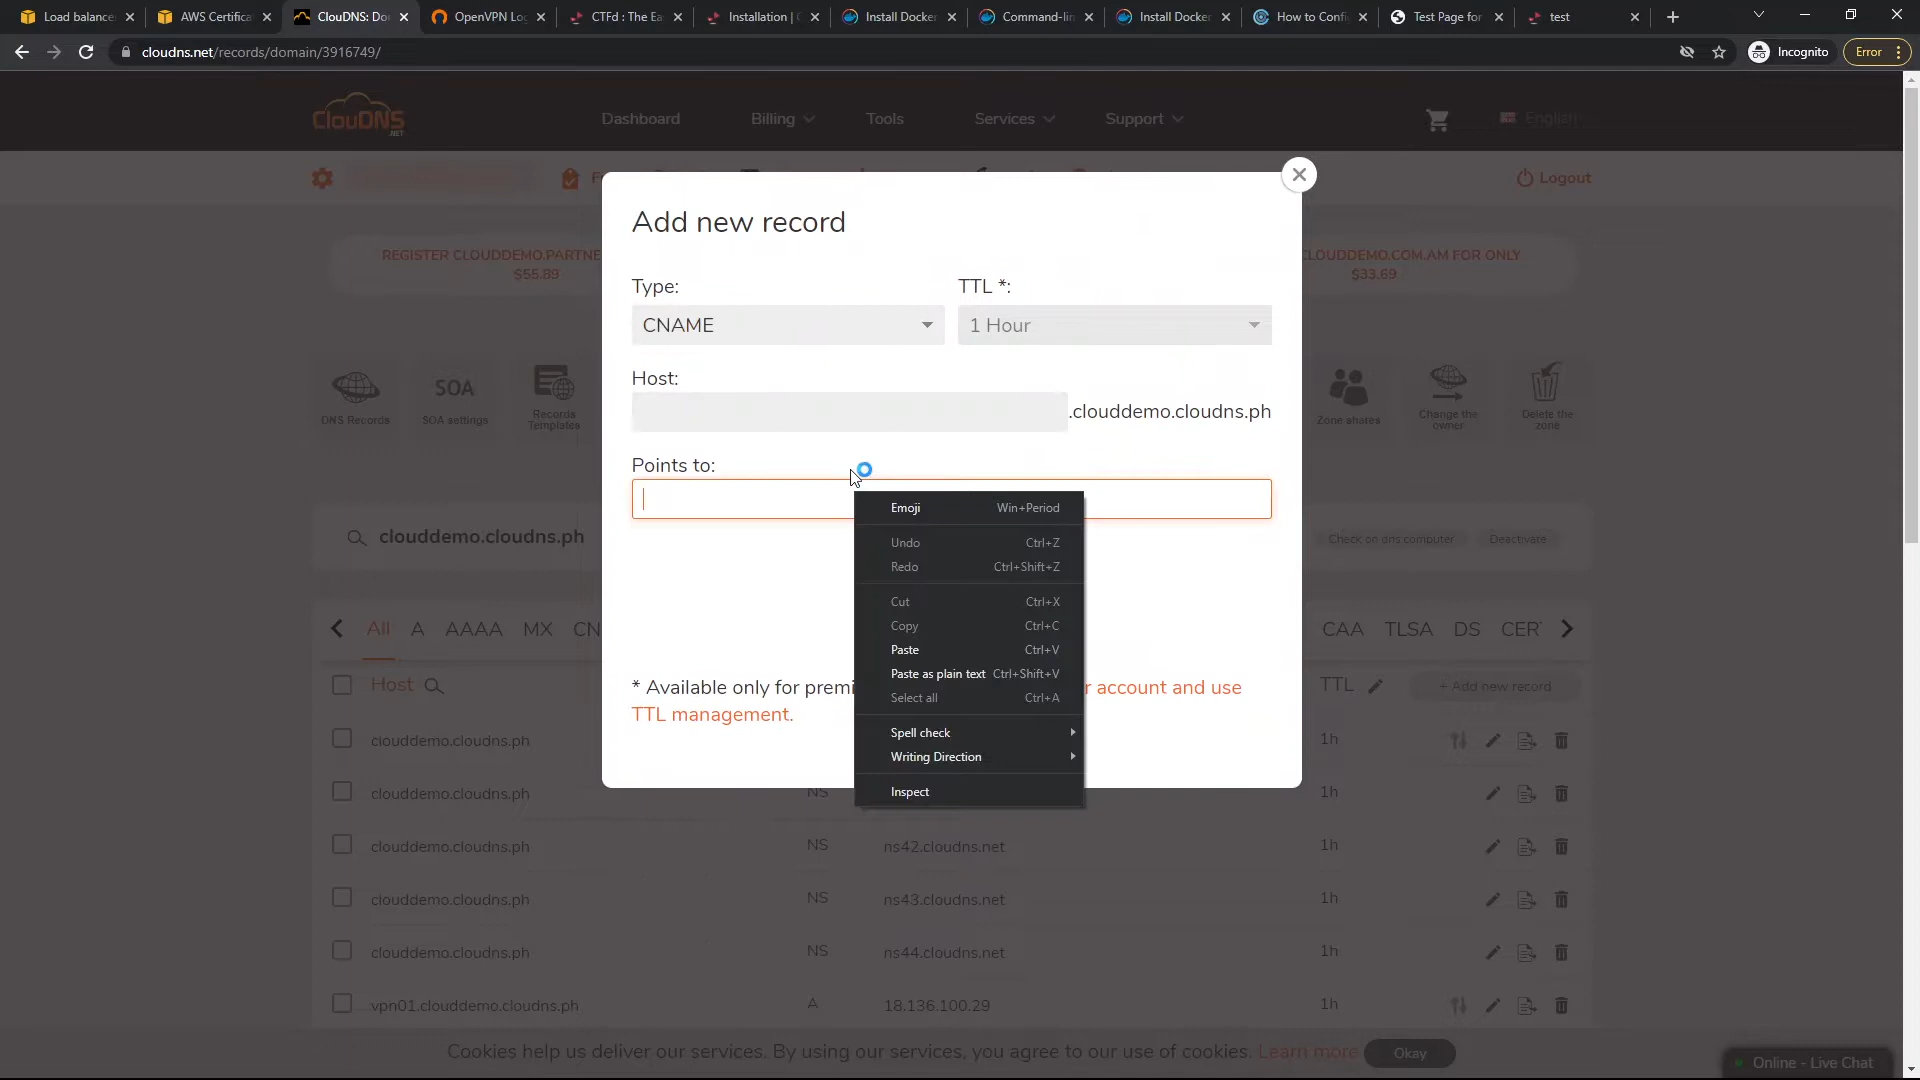 Load balance
AWS Certifica
ClouDNS: Do
OpenVPN Lo
CTFd : The Ea
Installation |
Install Docke
Command-lin
Install Docke
How to Confi
Test Page for
test
cloudns.net/records/domain/3916749/
Incognito
Error
ClouDNS
.NET
Dashboard
Billing
Tools
Services
Support
English
Logout
REGISTER CLOUDDEMO.PARTNE
$55.89
CLOUDDEMO.COM.AM FOR ONLY
$33.69
Add new record
Type:
TTL *:
CNAME
1 Hour
Host:
.clouddemo.cloudns.ph
Points to:
* Available only for premi
r account and use
TTL management.
Emoji Win+Period
Undo Ctrl+Z
Redo Ctrl+Shift+Z
Cut Ctrl+X
Copy Ctrl+C
Paste Ctrl+V
Paste as plain text Ctrl+Shift+V
Select all Ctrl+A
Spell check
Writing Direction
Inspect
DNS Records
SOA
SOA settings
Records
Templates
Zone shares
Change the
owner
Delete the
zone
clouddemo.cloudns.ph
Check on dns.computer
Deactivate
All A AAAA MX CN
CAA TLSA DS CER
Host
TTL
+ Add new record
clouddemo.cloudns.ph 1h
clouddemo.cloudns.ph NS 1h
clouddemo.cloudns.ph NS ns42.cloudns.net 1h
clouddemo.cloudns.ph NS ns43.cloudns.net 1h
clouddemo.cloudns.ph NS ns44.cloudns.net 1h
vpn01.clouddemo.cloudns.ph A 18.136.100.29 1h
Cookies help us deliver our services. By using our services, you agree to our use of cookies. Learn more
Okay
Online - Live Chat